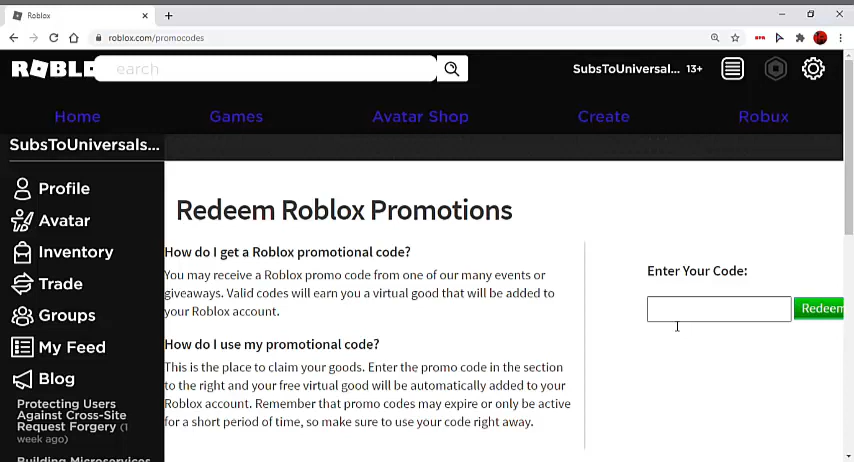 Roblox
roblox.com/promocodes
ROBL
earch
SubsToUniversal... 13+
Home Games Avatar Shop Create Robux
SubsToUniversals...
Profile
Avatar
Inventory
Trade
Groups
My Feed
Blog
Protecting Users
Against Cross-Site
Request Forgery (1
week ago)
Building Microservices
Redeem Roblox Promotions
How do I get a Roblox promotional code?
You may receive a Roblox promo code from one of our many events or
giveaways. Valid codes will earn you a virtual good that will be added to
your Roblox account.
How do I use my promotional code?
This is the place to claim your goods. Enter the promo code in the section
to the right and your free virtual good will be automatically added to your
Roblox account. Remember that promo codes may expire or only be active
for a short period of time, so make sure to use your code right away.
Enter Your Code:
Redeem